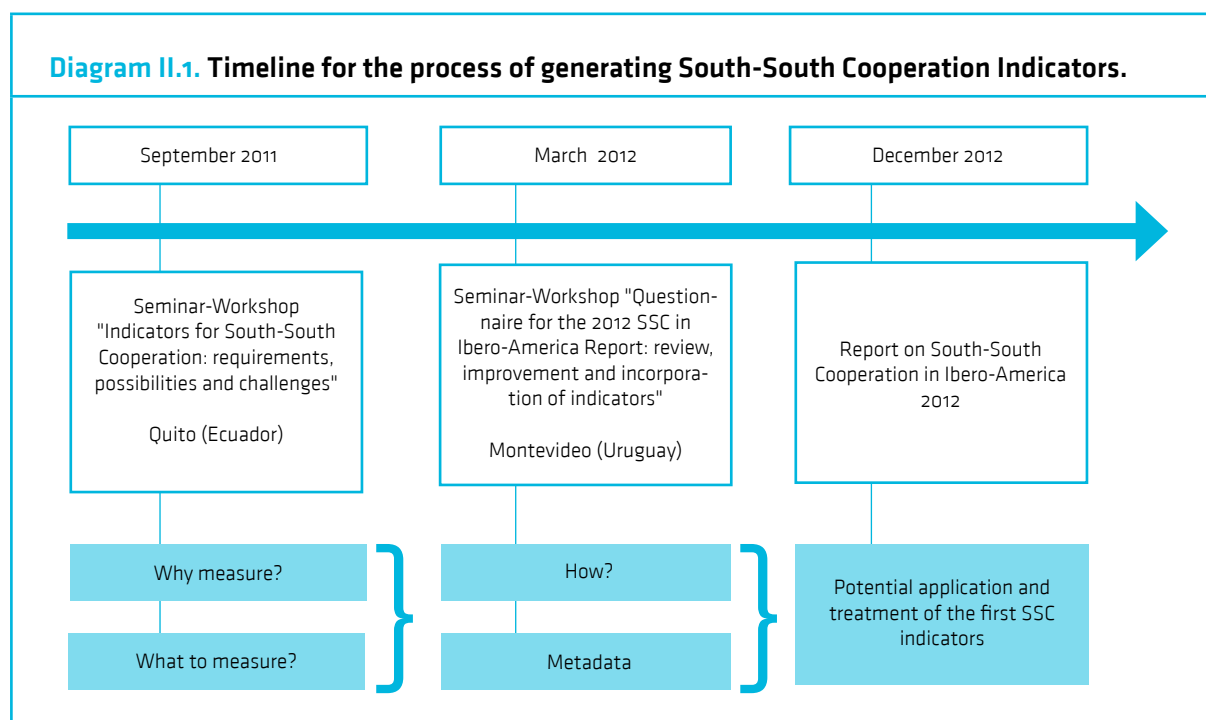 Diagram II.1. Timeline for the process of generating South-South Cooperation Indicators.
September 2011
March 2012
December 2012
Seminar-Workshop
"Indicators for South-South
Cooperation: requirements,
possibilities and challenges"
Quito (Ecuador)
Seminar-Workshop "Question-
naire for the 2012 SSC in
Ibero-America Report: review,
improvement and incorpora-
tion of indicators"
Montevideo (Uruguay)
Report on South-South
Cooperation in Ibero-America
2012
Why measure?
What to measure?
How?
Metadata
Potential application and
treatment of the first SSC
indicators